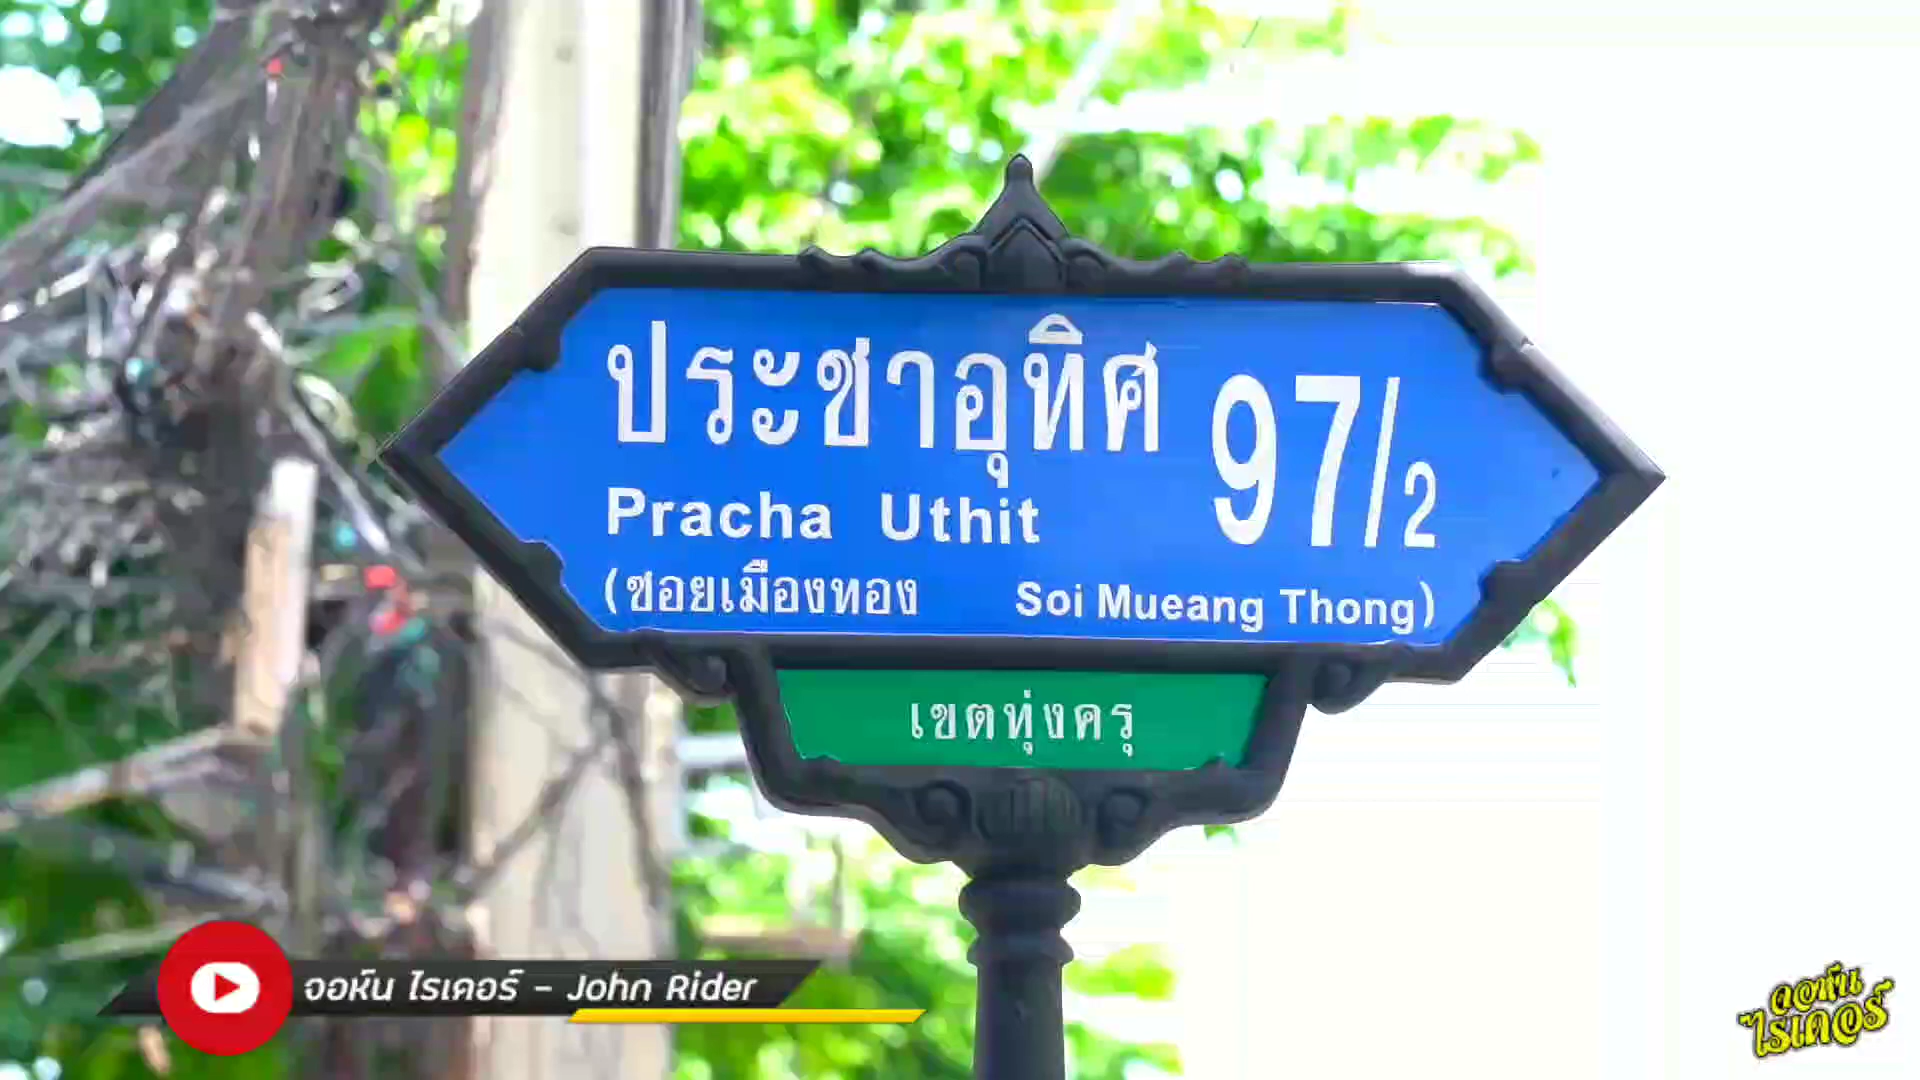 ประชาอุทิศ 97/2
Pracha Uthit
(ซอยเมืองทอง Soi Mueang Thong)
เขตทุ่งครุ
จอห์น ไรเดอร์ - John Rider
จอห์น
ไรเดอร์